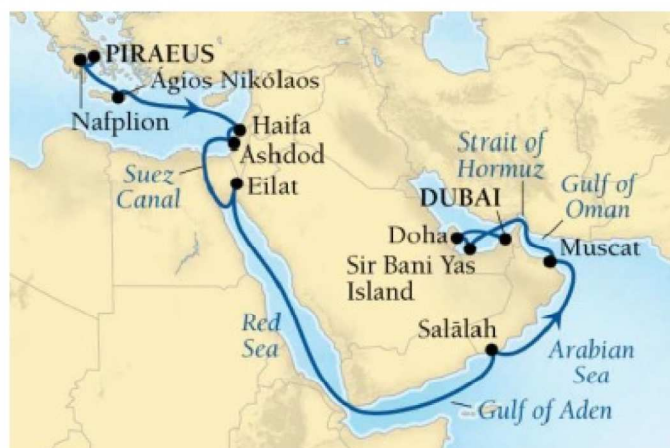 PIRAEUS
Ágios Nikólaos
Nafplion
Haifa
Ashdod
Suez
Canal
Eilat
Strait of
Hormuz
DUBAI
Gulf of
Oman
Doha
Muscat
Sir Bani Yas
Island
Red
Sea
Salālah
Arabian
Sea
Gulf of Aden